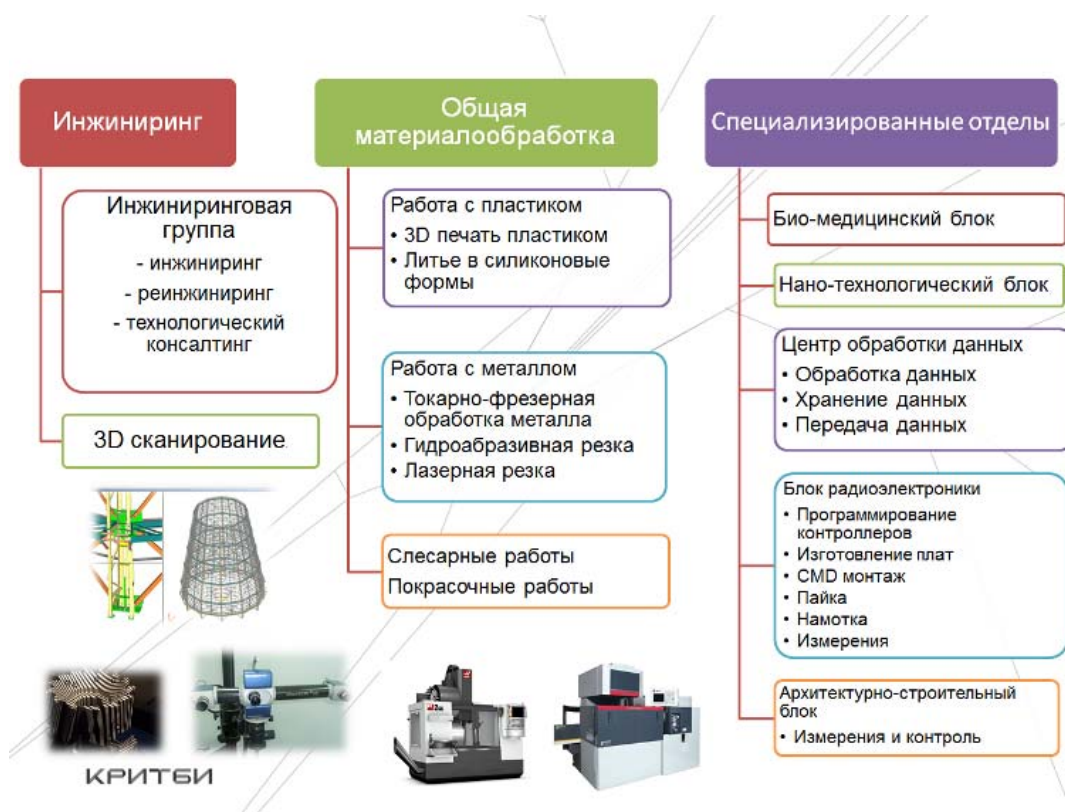 Инжиниринг
Инжиниринговая
группа
- инжиниринг
- реинжиниринг
- технологический
консалтинг
3D сканирование
КРИТБИ
Общая
материалообработка
Работа с пластиком
• 3D печать пластиком
• Литье в силиконовые
формы
Работа с металлом
• Токарно-фрезерная
обработка металла
• Гидроабразивная резка
• Лазерная резка
Слесарные работы
Покрасочные работы
Специализированные отделы
Био-медицинский блок
Нано-технологический блок
Центр обработки данных
• Обработка данных
• Хранение данных
• Передача данных
Блок радиоэлектроники
• Программирование
контроллеров
• Изготовление плат
• CMD монтаж
• Пайка
• Намотка
• Измерения
Архитектурно-строительный
блок
• Измерения и контроль